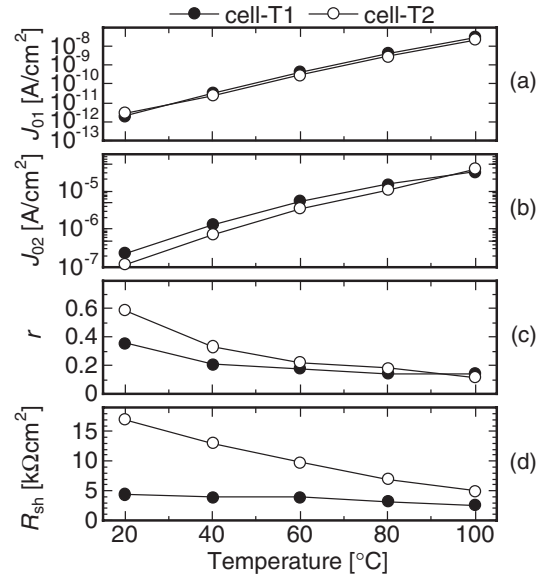 cell-T1 cell-T2
10⁻⁸
10⁻⁹
10⁻¹⁰
10⁻¹¹
10⁻¹²
10⁻¹³
J₀₁ [A/cm²]
(a)
10⁻⁵
10⁻⁶
10⁻⁷
J₀₂ [A/cm²]
(b)
0.6
0.4
0.2
0
r
(c)
15
10
5
0
R_sh [kΩcm²]
(d)
20 40 60 80 100
Temperature [°C]